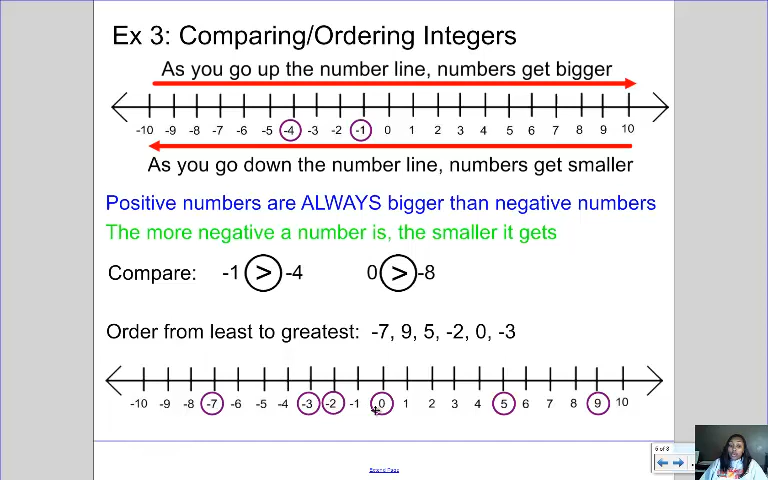 Ex 3: Comparing/Ordering Integers
As you go up the number line, numbers get bigger
-10 -9 -8 -7 -6 -5 -4 -3 -2 -1 0 1 2 3 4 5 6 7 8 9 10
As you go down the number line, numbers get smaller
Positive numbers are ALWAYS bigger than negative numbers
The more negative a number is, the smaller it gets
Compare: -1 > -4 0 > -8
Order from least to greatest: -7, 9, 5, -2, 0, -3
-10 -9 -8 -7 -6 -5 -4 -3 -2 -1 0 1 2 3 4 5 6 7 8 9 10
6 of 8
Extend Page